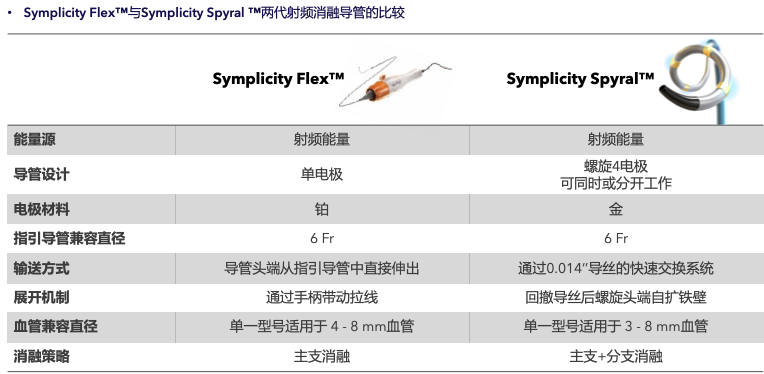 • Symplicity Flex™与Symplicity Spyral ™两代射频消融导管的比较
Symplicity Flex™ Symplicity Spyral™
能量源 射频能量 射频能量
导管设计 单电极 螺旋4电极
可同时或分开工作
电极材料 铂 金
指引导管兼容直径 6 Fr 6 Fr
输送方式 导管头端从指引导管中直接伸出 通过0.014”导丝的快速交换系统
展开机制 通过手柄带动拉线 回撤导丝后螺旋头端自扩铁壁
血管兼容直径 单一型号适用于 4 - 8 mm血管 单一型号适用于 3 - 8 mm血管
消融策略 主支消融 主支+分支消融